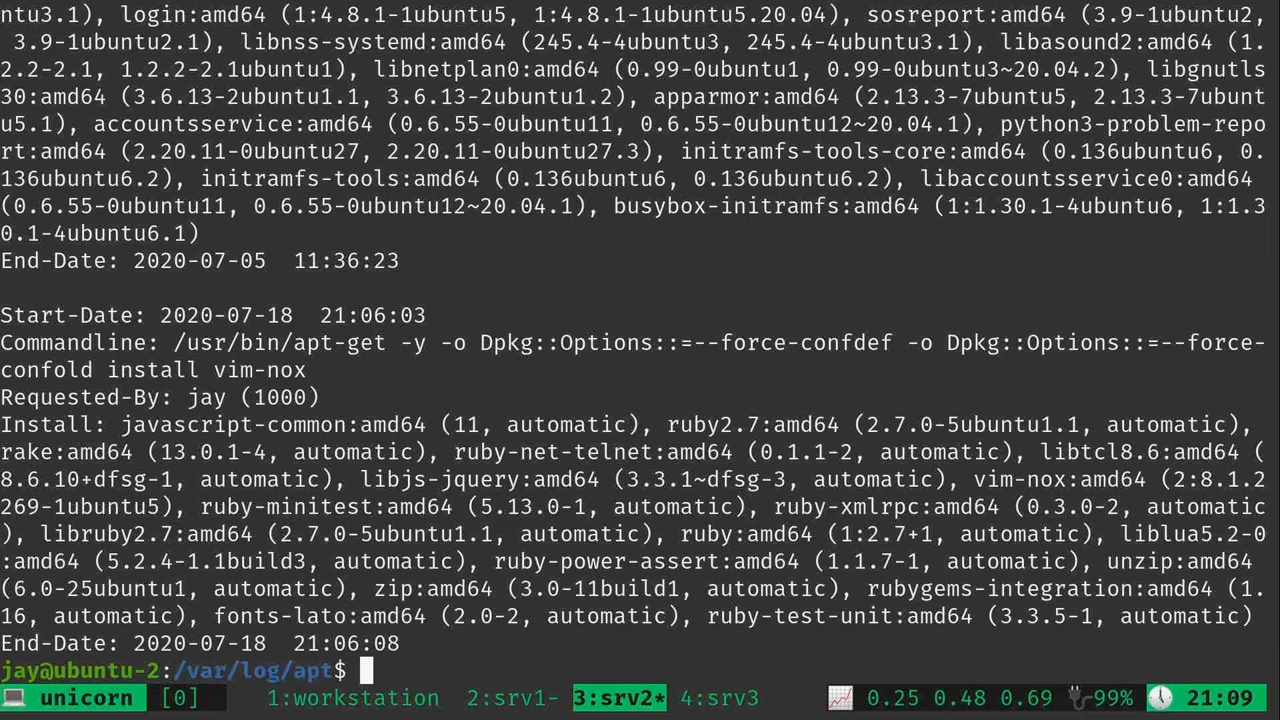 ntu3.1), login:amd64 (1:4.8.1-1ubuntu5, 1:4.8.1-1ubuntu5.20.04), sosreport:amd64 (3.9-1ubuntu2,
 3.9-1ubuntu2.1), libnss-systemd:amd64 (245.4-4ubuntu3, 245.4-4ubuntu3.1), libasound2:amd64 (1.
2.2-2.1, 1.2.2-2.1ubuntu1), libnetplan0:amd64 (0.99-0ubuntu1, 0.99-0ubuntu3~20.04.2), libgnutls
30:amd64 (3.6.13-2ubuntu1.1, 3.6.13-2ubuntu1.2), apparmor:amd64 (2.13.3-7ubuntu5, 2.13.3-7ubunt
u5.1), accountsservice:amd64 (0.6.55-0ubuntu11, 0.6.55-0ubuntu12~20.04.1), python3-problem-repo
rt:amd64 (2.20.11-0ubuntu27, 2.20.11-0ubuntu27.3), initramfs-tools-core:amd64 (0.136ubuntu6, 0.
136ubuntu6.2), initramfs-tools:amd64 (0.136ubuntu6, 0.136ubuntu6.2), libaccountsservice0:amd64
(0.6.55-0ubuntu11, 0.6.55-0ubuntu12~20.04.1), busybox-initramfs:amd64 (1:1.30.1-4ubuntu6, 1:1.3
0.1-4ubuntu6.1)
End-Date: 2020-07-05  11:36:23

Start-Date: 2020-07-18  21:06:03
Commandline: /usr/bin/apt-get -y -o Dpkg::Options::=--force-confdef -o Dpkg::Options::=--force-
confold install vim-nox
Requested-By: jay (1000)
Install: javascript-common:amd64 (11, automatic), ruby2.7:amd64 (2.7.0-5ubuntu1.1, automatic),
rake:amd64 (13.0.1-4, automatic), ruby-net-telnet:amd64 (0.1.1-2, automatic), libtcl8.6:amd64 (
8.6.10+dfsg-1, automatic), libjs-jquery:amd64 (3.3.1~dfsg-3, automatic), vim-nox:amd64 (2:8.1.2
269-1ubuntu5), ruby-minitest:amd64 (5.13.0-1, automatic), ruby-xmlrpc:amd64 (0.3.0-2, automatic
), libruby2.7:amd64 (2.7.0-5ubuntu1.1, automatic), ruby:amd64 (1:2.7+1, automatic), liblua5.2-0
:amd64 (5.2.4-1.1build3, automatic), ruby-power-assert:amd64 (1.1.7-1, automatic), unzip:amd64
(6.0-25ubuntu1, automatic), zip:amd64 (3.0-11build1, automatic), rubygems-integration:amd64 (1.
16, automatic), fonts-lato:amd64 (2.0-2, automatic), ruby-test-unit:amd64 (3.3.5-1, automatic)
End-Date: 2020-07-18  21:06:08
jay@ubuntu-2:/var/log/apt$
unicorn [0] 1:workstation 2:srv1- 3:srv2* 4:srv3 0.25 0.48 0.69 99% 21:09